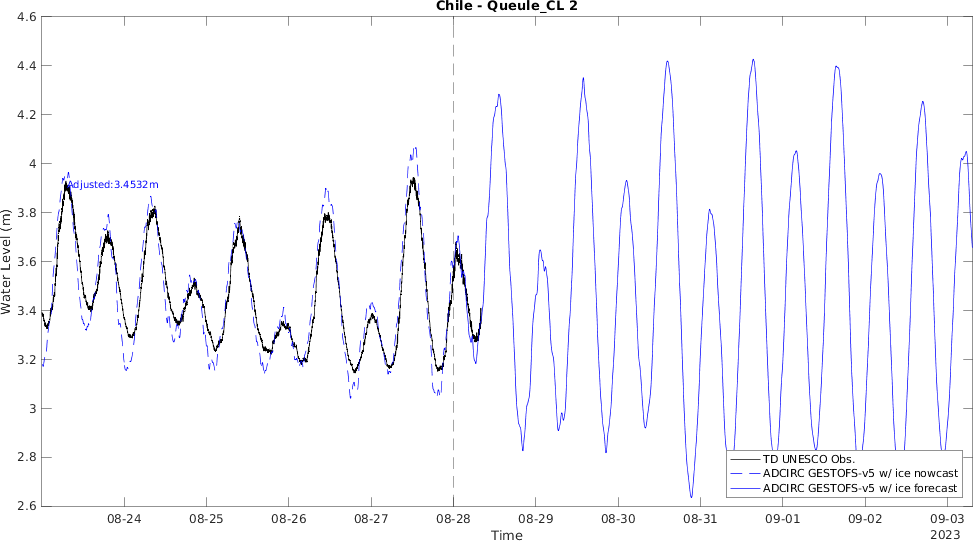 Chile - Queule_CL 2
4.6
4.4
4.2
4
3.8
3.6
3.4
3.2
3
2.8
2.6
Water Level (m)
Adjusted:3.4532m
TD UNESCO Obs.
ADCIRC GESTOFS-v5 w/ ice nowcast
ADCIRC GESTOFS-v5 w/ ice forecast
08-24 08-25 08-26 08-27 08-28 08-29 08-30 08-31 09-01 09-02 09-03
Time
2023